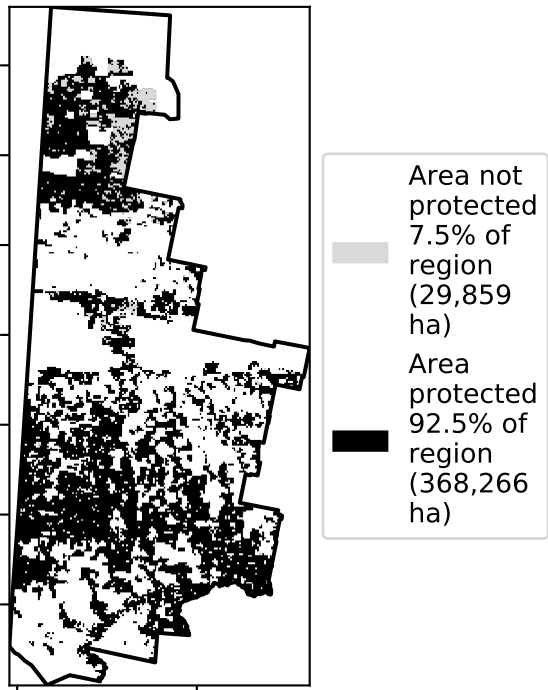 Area not
protected
7.5% of
region
(29,859
ha)
Area
protected
92.5% of
region
(368,266
ha)